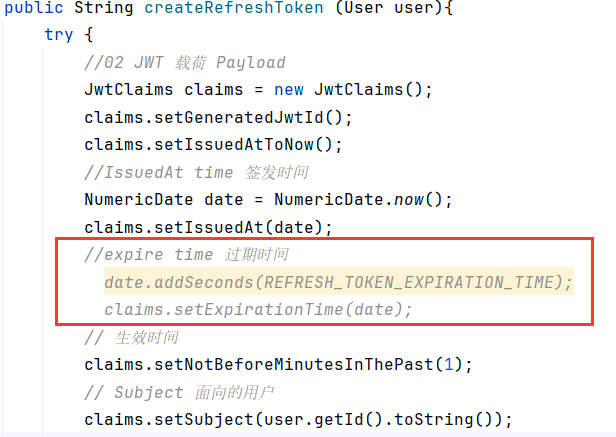 public String createRefreshToken (User user){
try {
//02 JWT 载荷 Payload
JwtClaims claims = new JwtClaims();
claims.setGeneratedJwtId();
claims.setIssuedAtToNow();
//IssuedAt time 签发时间
NumericDate date = NumericDate.now();
claims.setIssuedAt(date);
//expire time 过期时间
date.addSeconds(REFRESH_TOKEN_EXPIRATION_TIME);
claims.setExpirationTime(date);
// 生效时间
claims.setNotBeforeMinutesInThePast(1);
// Subject 面向的用户
claims.setSubject(user.getId().toString());